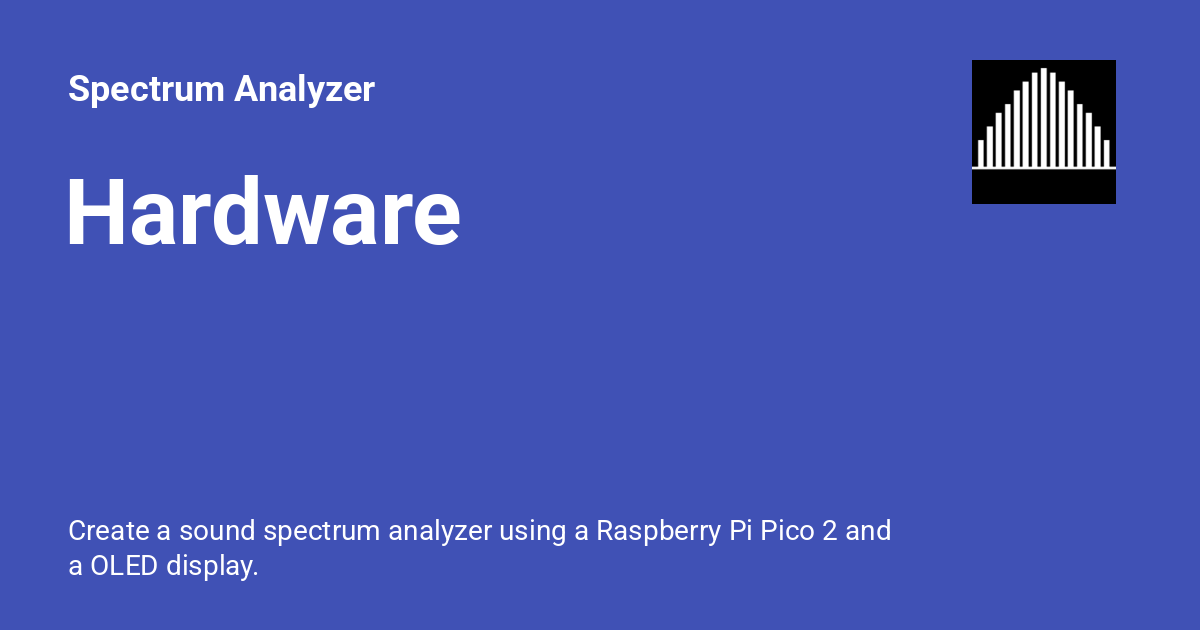 Spectrum Analyzer
Hardware
Create a sound spectrum analyzer using a Raspberry Pi Pico 2 and
a OLED display.